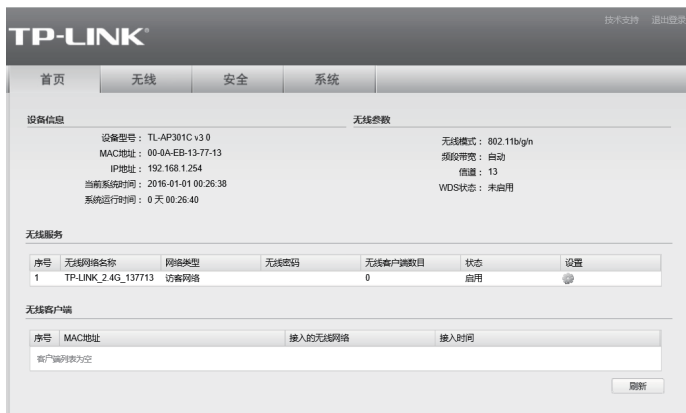 技术支持 退出登录
TP-LINK®
首页 无线 安全 系统
设备信息
设备型号： TL-AP301C v3.0
MAC地址： 00-0A-EB-13-77-13
IP地址： 192.168.1.254
当前系统时间： 2016-01-01 00:26:38
系统运行时间： 0 天 00:26:40
无线参数
无线模式： 802.11b/g/n
频段带宽： 自动
信道： 13
WDS状态： 未启用
无线服务
序号 无线网络名称 网络类型 无线密码 无线客户端数目 状态 设置
1 TP-LINK_2.4G_137713 访客网络 0 启用
无线客户端
序号 MAC地址 接入的无线网络 接入时间
客户端列表为空
刷新